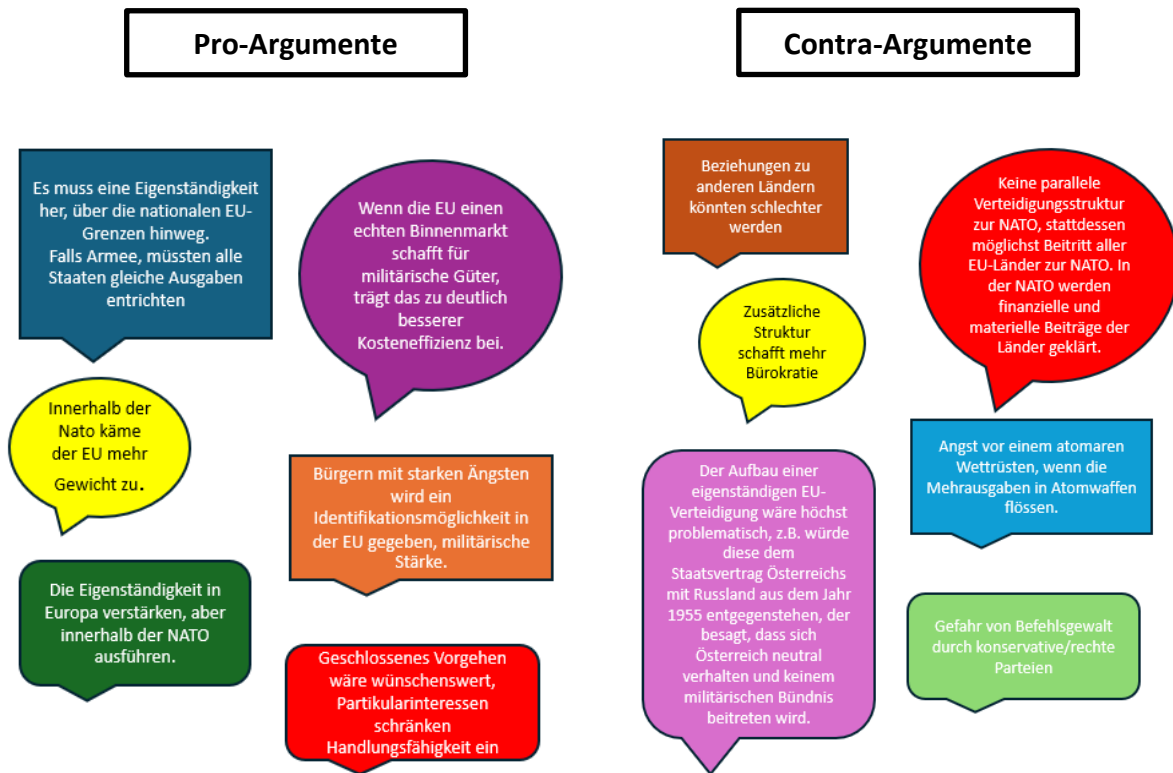 Pro-Argumente
Es muss eine Eigenständigkeit
her, über die nationalen EU-
Grenzen hinweg.
Falls Armee, müssten alle
Staaten gleiche Ausgaben
entrichten
Wenn die EU einen
echten Binnenmarkt
schafft für
militärische Güter,
trägt das zu deutlich
besserer
Kosteneffizienz bei.
Innerhalb der
Nato käme
der EU mehr
Gewicht zu.
Bürgern mit starken Ängsten
wird ein
Identifikationsmöglichkeit in
der EU gegeben, militärische
Stärke.
Die Eigenständigkeit in
Europa verstärken, aber
innerhalb der NATO
ausführen.
Geschlossenes Vorgehen
wäre wünschenswert,
Partikularinteressen
schränken
Handlungsfähigkeit ein
Contra-Argumente
Beziehungen zu
anderen Ländern
könnten schlechter
werden
Keine parallele
Verteidigungsstruktur
zur NATO, stattdessen
möglichst Beitritt aller
EU-Länder zur NATO. In
der NATO werden
finanzielle und
materielle Beiträge der
Länder geklärt.
Zusätzliche
Struktur
schafft mehr
Bürokratie
Angst vor einem atomaren
Wettrüsten, wenn die
Mehrausgaben in Atomwaffen
flössen.
Der Aufbau einer
eigenständigen EU-
Verteidigung wäre höchst
problematisch, z.B. würde
diese dem
Staatsvertrag Österreichs
mit Russland aus dem Jahr
1955 entgegenstehen, der
besagt, dass sich
Österreich neutral
verhalten und keinem
militärischen Bündnis
beitreten wird.
Gefahr von Befehlsgewalt
durch konservative/rechte
Parteien